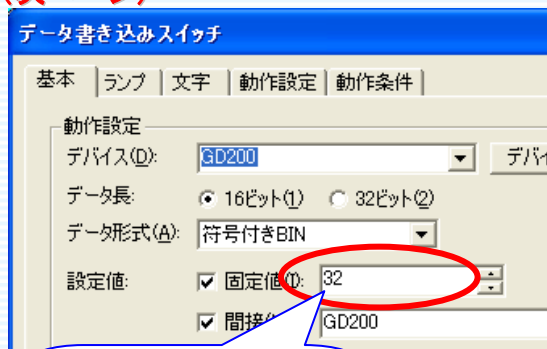 データ書き込みスイッチ
基本 ランプ 文字 動作設定 動作条件
動作設定
デバイス(D): GD200 デバイ
データ長: 16ビット(1) 32ビット(2)
データ形式(A): 符号付きBIN
設定値: 固定値(I): 32
間接 GD200